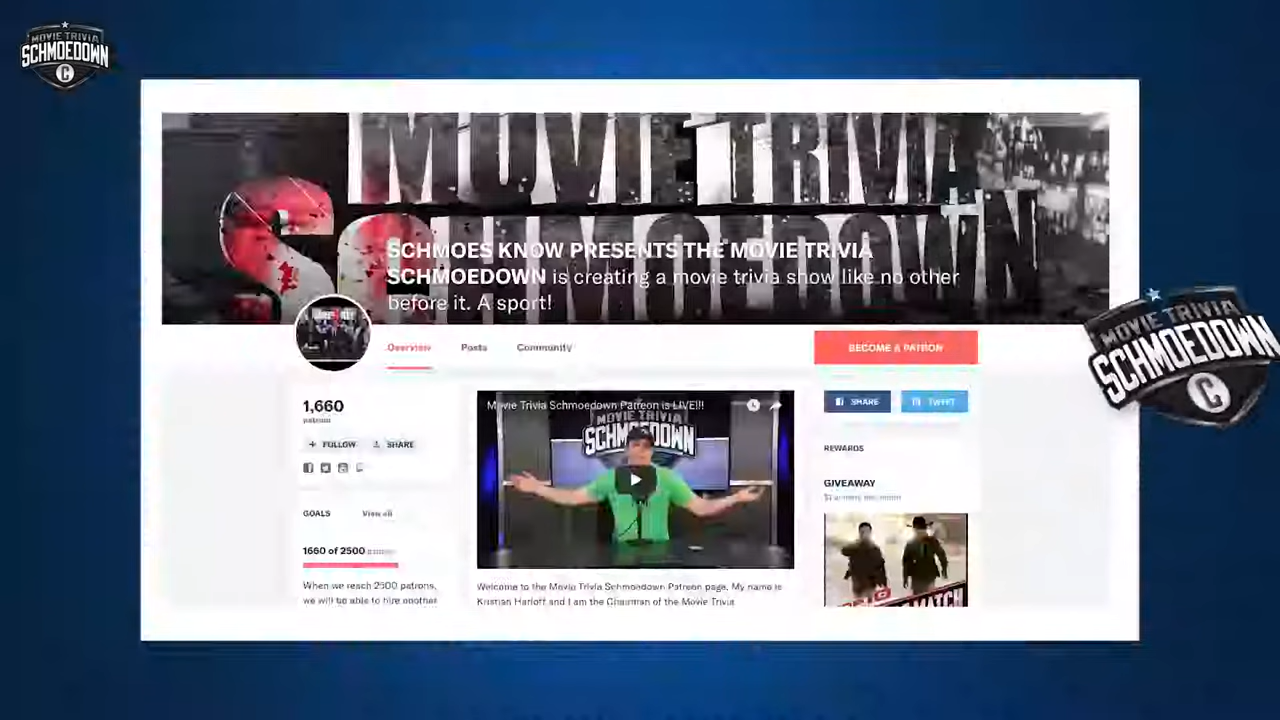 MOVIE TRIVIA
SCHMOEDOWN
C
MOVIE TRIVIA
SCHMOEDOWN
SCHMOES KNOW PRESENTS THE MOVIE TRIVIA
SCHMOEDOWN is creating a movie trivia show like no other
before it. A sport!
Overview Posts Community
BECOME A PATRON
1,660
patrons
+ FOLLOW SHARE
GOALS View all
1660 of 2500 patrons
When we reach 2500 patrons,
we will be able to hire another
Movie Trivia Schmoedown Patreon is LIVE!!!
MOVIE TRIVIA
SCHMOEDOWN
Welcome to the Movie Trivia Schmoedown Patreon page. My name is
Kristian Harloff and I am the Chairman of the Movie Trivia
SHARE TWEET
REWARDS
GIVEAWAY
MATCH
MOVIE TRIVIA
SCHMOEDOWN
C